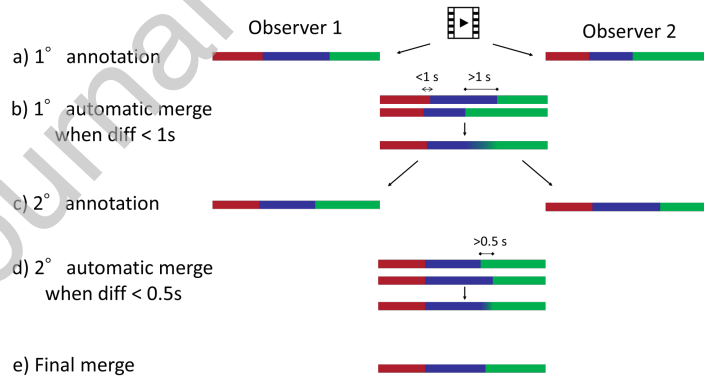 Observer 1
Observer 2
a) 1° annotation
<1 s
>1 s
b) 1° automatic merge
when diff < 1s
c) 2° annotation
>0.5 s
d) 2° automatic merge
when diff < 0.5s
e) Final merge
Journal